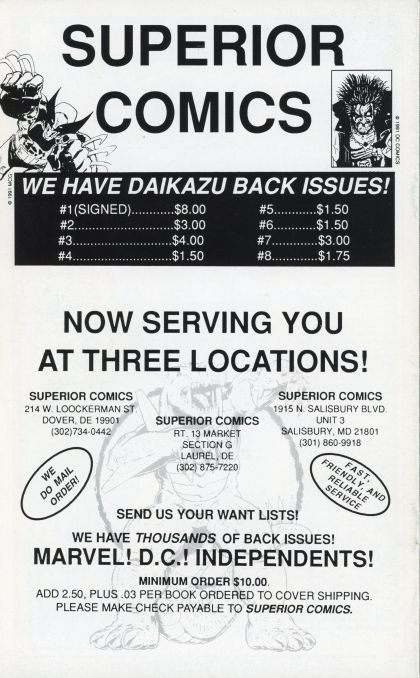 SUPERIOR
COMICS
© 1991 DC COMICS
WE HAVE DAIKAZU BACK ISSUES!
#1(SIGNED)............$8.00
#2.......................$3.00
#3.......................$4.00
#4.......................$1.50
#5............$1.50
#6............$1.50
#7............$3.00
#8............$1.75
NOW SERVING YOU
AT THREE LOCATIONS!
SUPERIOR COMICS
214 W. LOOCKERMAN ST.
DOVER, DE 19901
(302)734-0442
SUPERIOR COMICS
RT. 13 MARKET
SECTION G
LAUREL, DE
(302) 875-7220
SUPERIOR COMICS
1915 N. SALISBURY BLVD.
UNIT 3
SALISBURY, MD 21801
(301) 860-9918
WE
DO MAIL
ORDER!
FAST,
FRIENDLY, AND
RELIABLE
SERVICE
SEND US YOUR WANT LISTS!
WE HAVE THOUSANDS OF BACK ISSUES!
MARVEL! D.C.! INDEPENDENTS!
MINIMUM ORDER $10.00.
ADD 2.50, PLUS .03 PER BOOK ORDERED TO COVER SHIPPING.
PLEASE MAKE CHECK PAYABLE TO SUPERIOR COMICS.